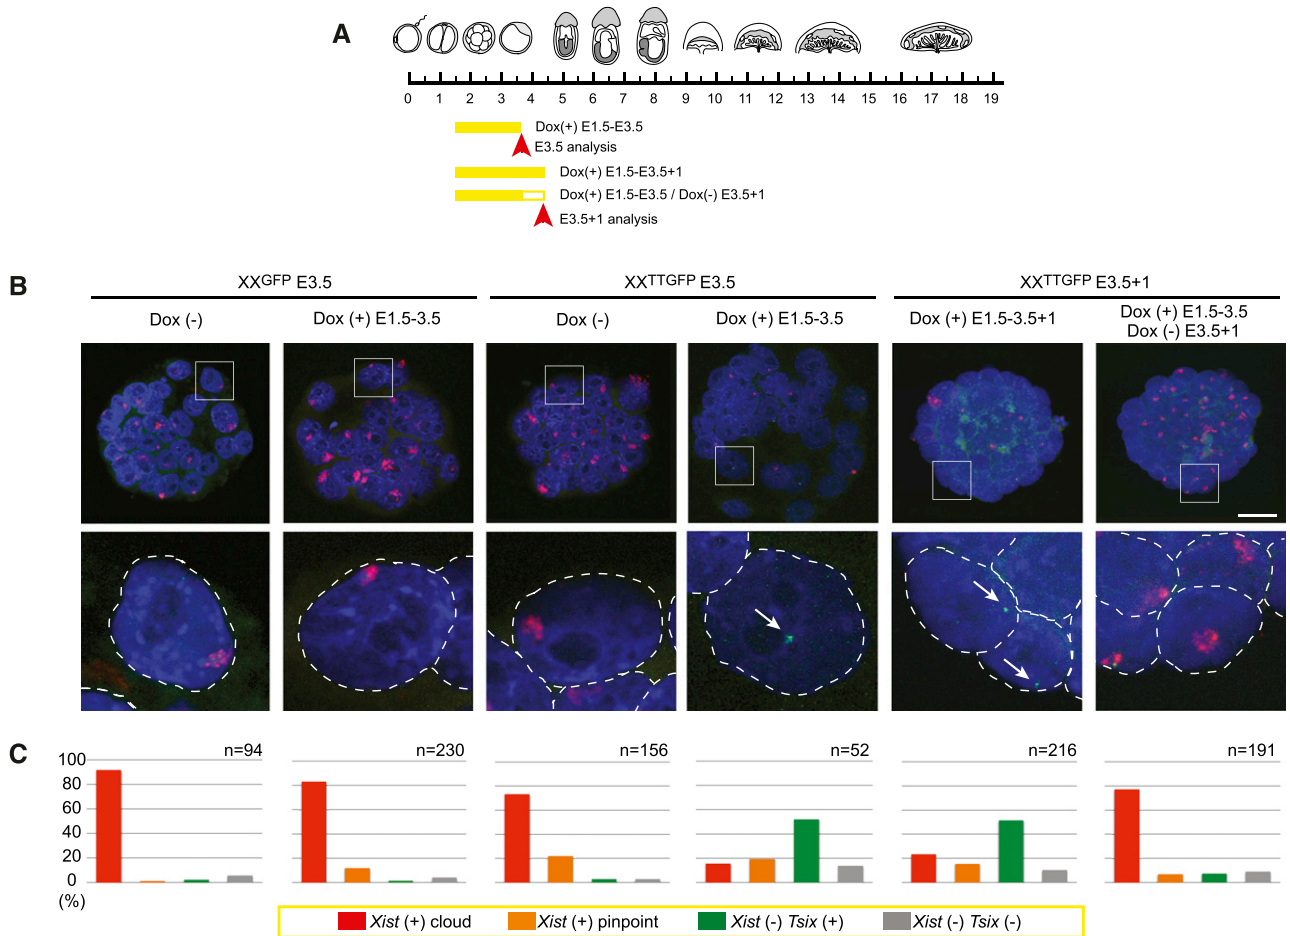 A
0 1 2 3 4 5 6 7 8 9 10 11 12 13 14 15 16 17 18 19
Dox(+) E1.5-E3.5
E3.5 analysis
Dox(+) E1.5-E3.5+1
Dox(+) E1.5-E3.5 / Dox(-) E3.5+1
E3.5+1 analysis
B
XXGFP E3.5
XXTTGFP E3.5
XXTTGFP E3.5+1
Dox (-)
Dox (+) E1.5-3.5
Dox (-)
Dox (+) E1.5-3.5
Dox (+) E1.5-3.5+1
Dox (+) E1.5-3.5
Dox (-) E3.5+1
C
n=94
n=230
n=156
n=52
n=216
n=191
100
80
60
40
20
0
(%)
Xist (+) cloud
Xist (+) pinpoint
Xist (-) Tsix (+)
Xist (-) Tsix (-)